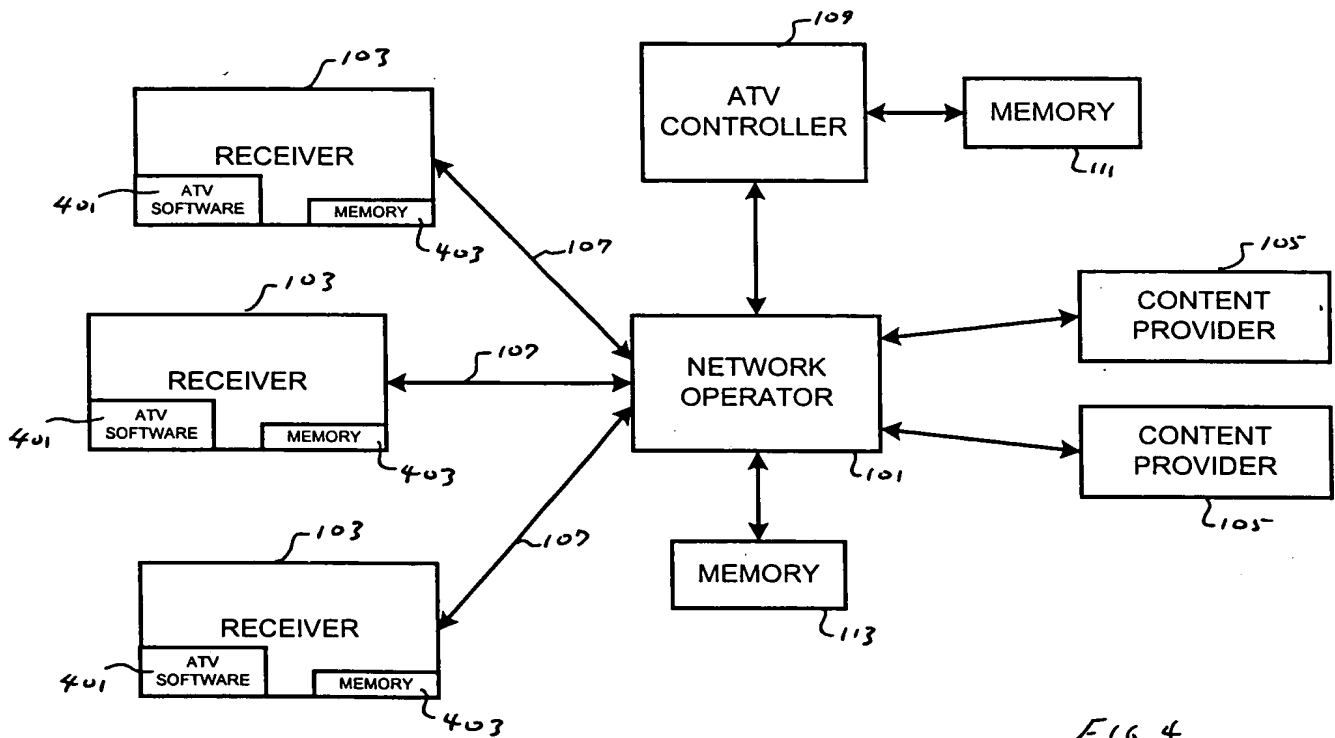 109
103
ATV
CONTROLLER
MEMORY
111
RECEIVER
401
ATV
SOFTWARE
MEMORY
403
107
103
RECEIVER
401
ATV
SOFTWARE
MEMORY
403
107
NETWORK
OPERATOR
101
105
CONTENT
PROVIDER
CONTENT
PROVIDER
105
103
RECEIVER
401
ATV
SOFTWARE
MEMORY
403
107
MEMORY
113
FIG 4